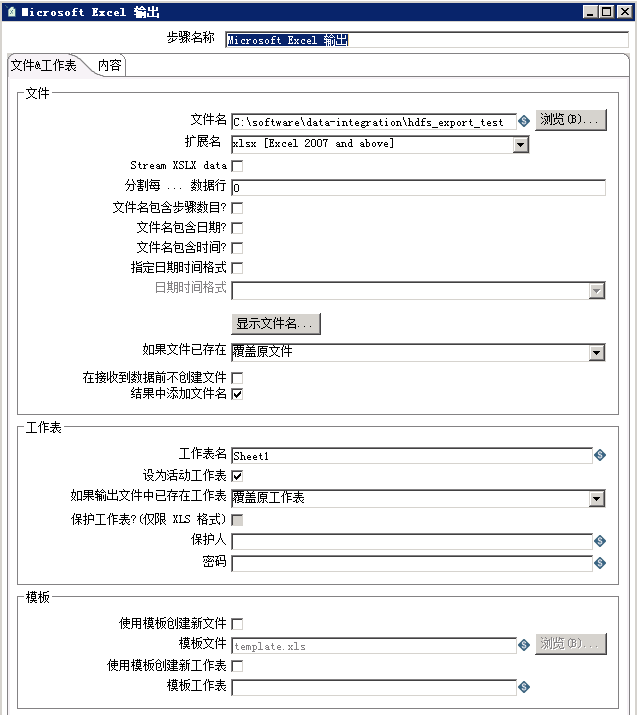 Microsoft Excel 输出
步骤名称 Microsoft Excel 输出
文件&工作表 内容
文件
文件名 C:\software\data-integration\hdfs_export_test 浏览(B)...
扩展名 xlsx [Excel 2007 and above]
Stream XSLX data
分割每 ... 数据行 0
文件名包含步骤数目?
文件名包含日期?
文件名包含时间?
指定日期时间格式
日期时间格式
显示文件名...
如果文件已存在 覆盖原文件
在接收到数据前不创建文件
结果中添加文件名
工作表
工作表名 Sheet1
设为活动工作表
如果输出文件中已存在工作表 覆盖原工作表
保护工作表?(仅限 XLS 格式)
保护人
密码
模板
使用模板创建新文件
模板文件 template.xls 浏览(B)...
使用模板创建新工作表
模板工作表